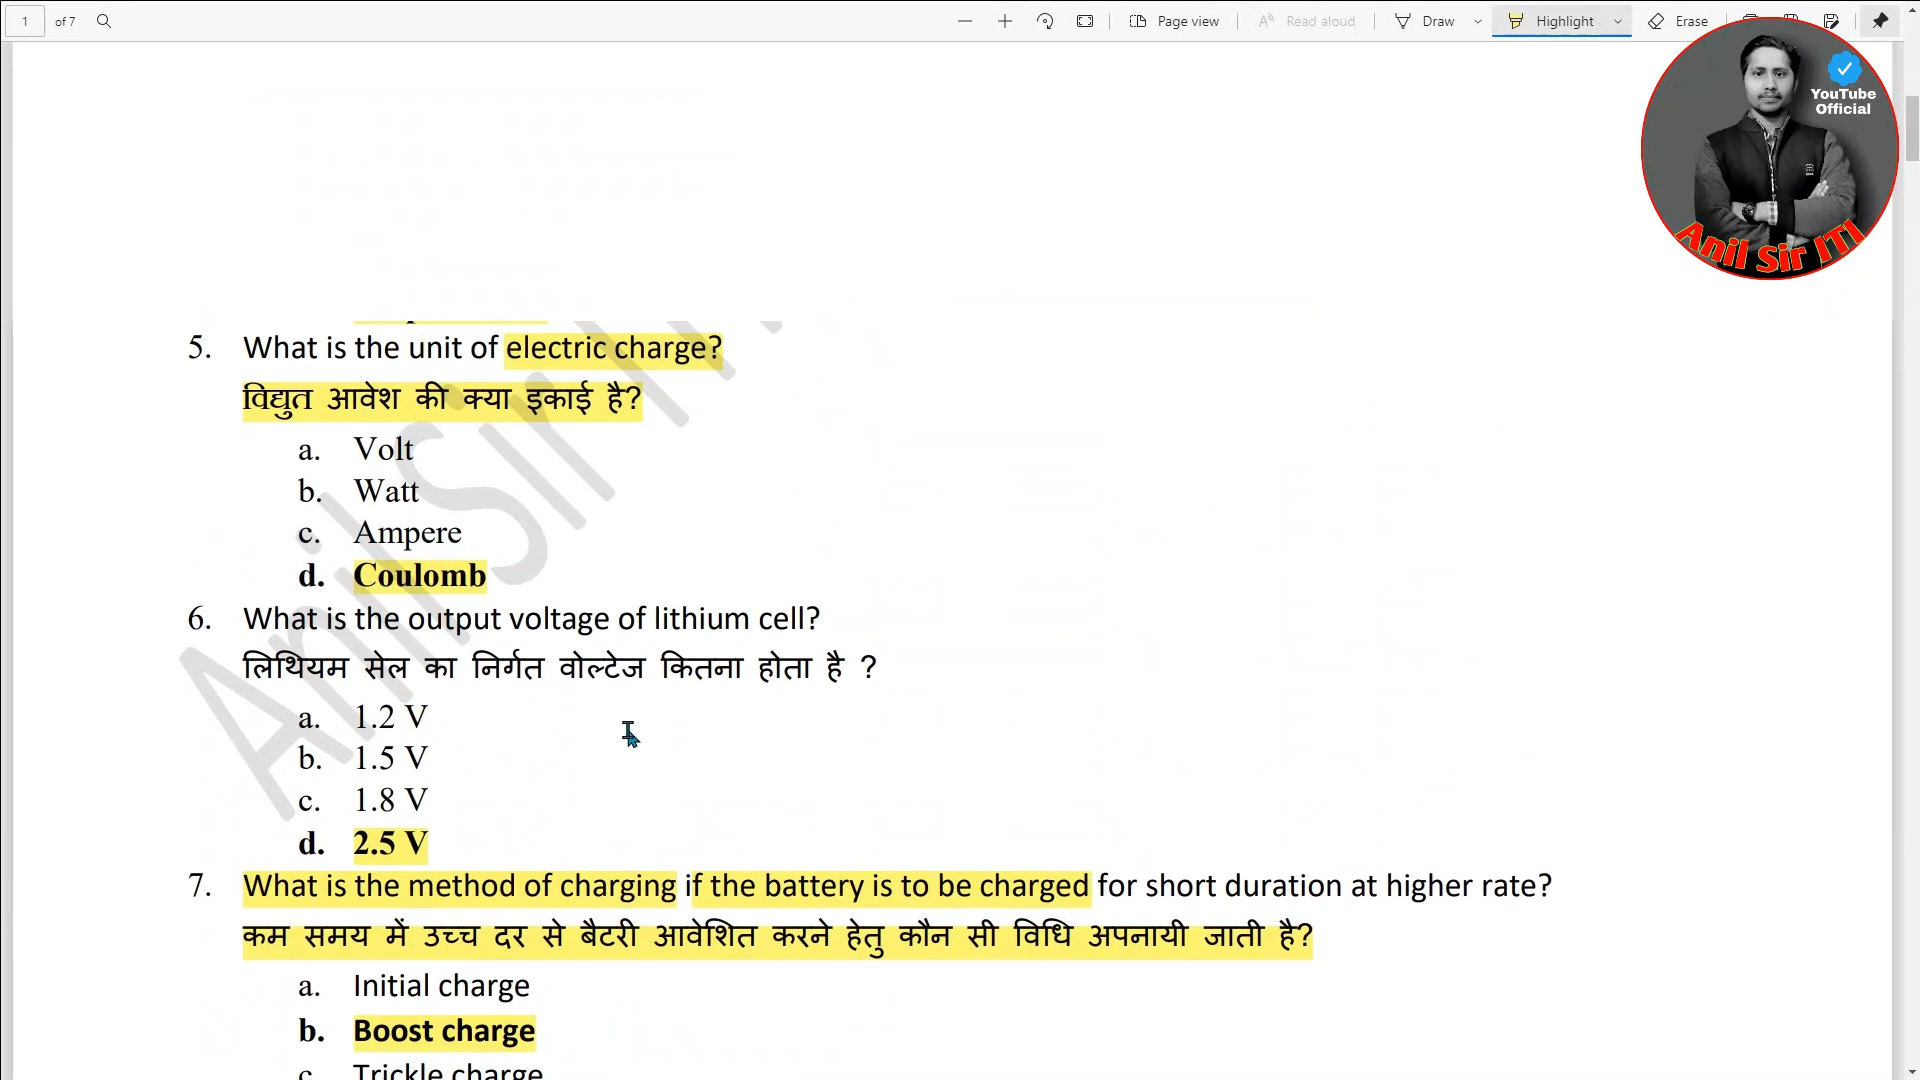 1 of 7 Page view Read aloud Draw Highlight Erase
YouTube
Official
Anil Sir ITI
5. What is the unit of electric charge?
विद्युत आवेश की क्या इकाई है?
a. Volt
b. Watt
c. Ampere
d. Coulomb
6. What is the output voltage of lithium cell?
लिथियम सेल का निर्गत वोल्टेज कितना होता है ?
a. 1.2 V
b. 1.5 V
c. 1.8 V
d. 2.5 V
7. What is the method of charging if the battery is to be charged for short duration at higher rate?
कम समय में उच्च दर से बैटरी आवेशित करने हेतु कौन सी विधि अपनायी जाती है?
a. Initial charge
b. Boost charge
c. Trickle charge
Anil Sir